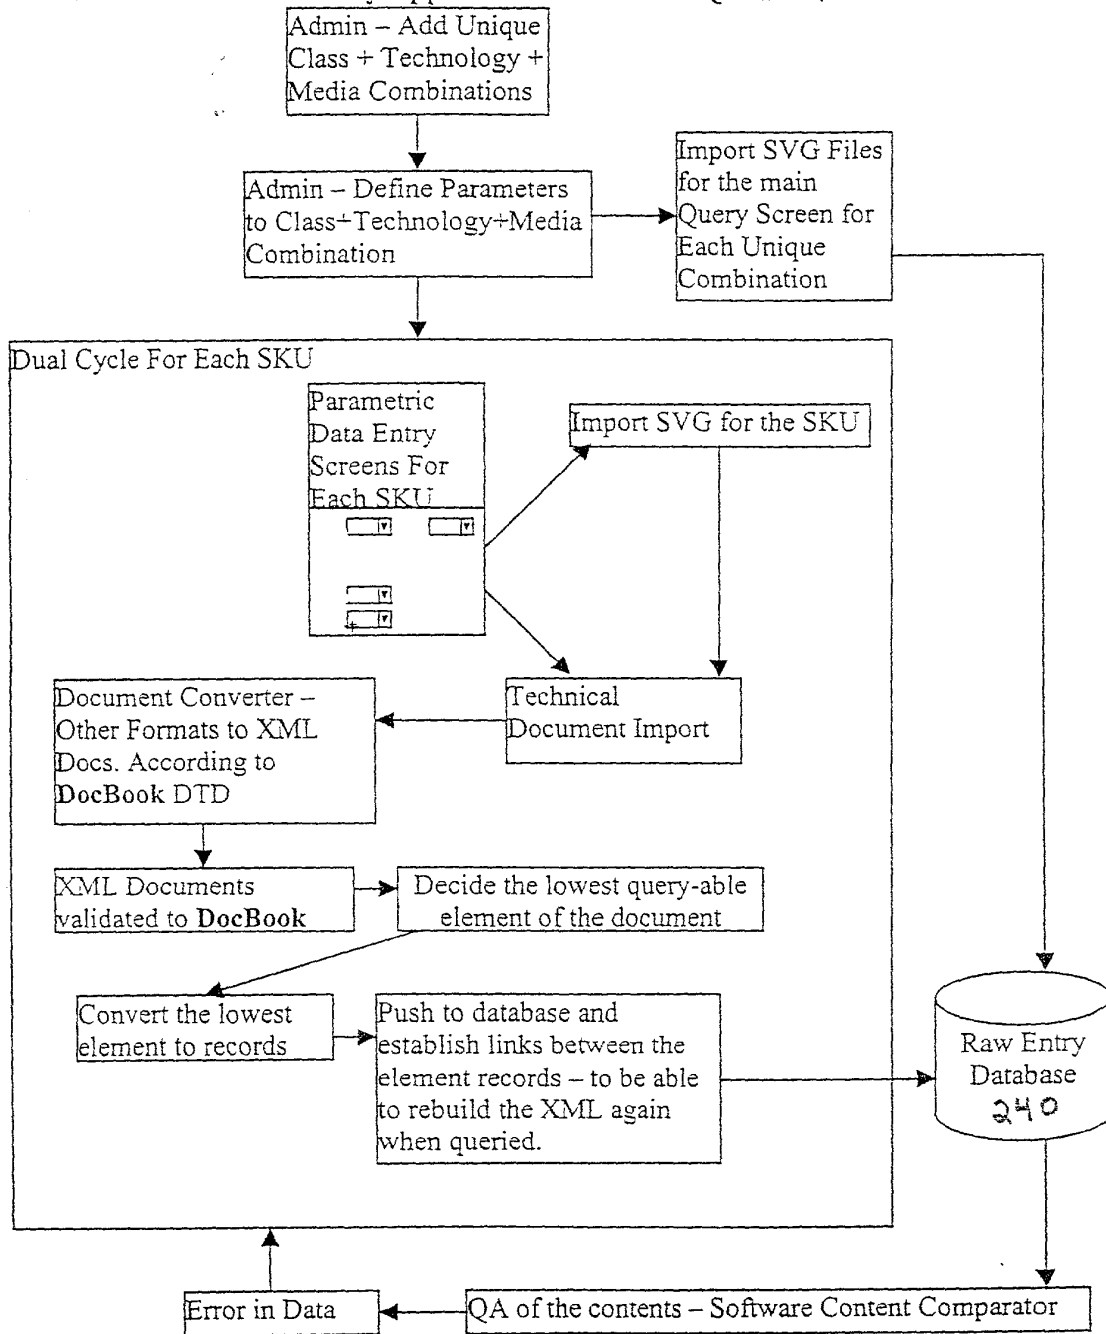 Admin – Add Unique
Class + Technology +
Media Combinations
Admin – Define Parameters
to Class+Technology+Media
Combination
Import SVG Files
for the main
Query Screen for
Each Unique
Combination
Dual Cycle For Each SKU
Parametric
Data Entry
Screens For
Each SKU
Import SVG for the SKU
Technical
Document Import
Document Converter –
Other Formats to XML
Docs. According to
DocBook DTD
XML Documents
validated to DocBook
Decide the lowest query-able
element of the document
Convert the lowest
element to records
Push to database and
establish links between the
element records – to be able
to rebuild the XML again
when queried.
Raw Entry
Database
240
Error in Data
QA of the contents – Software Content Comparator